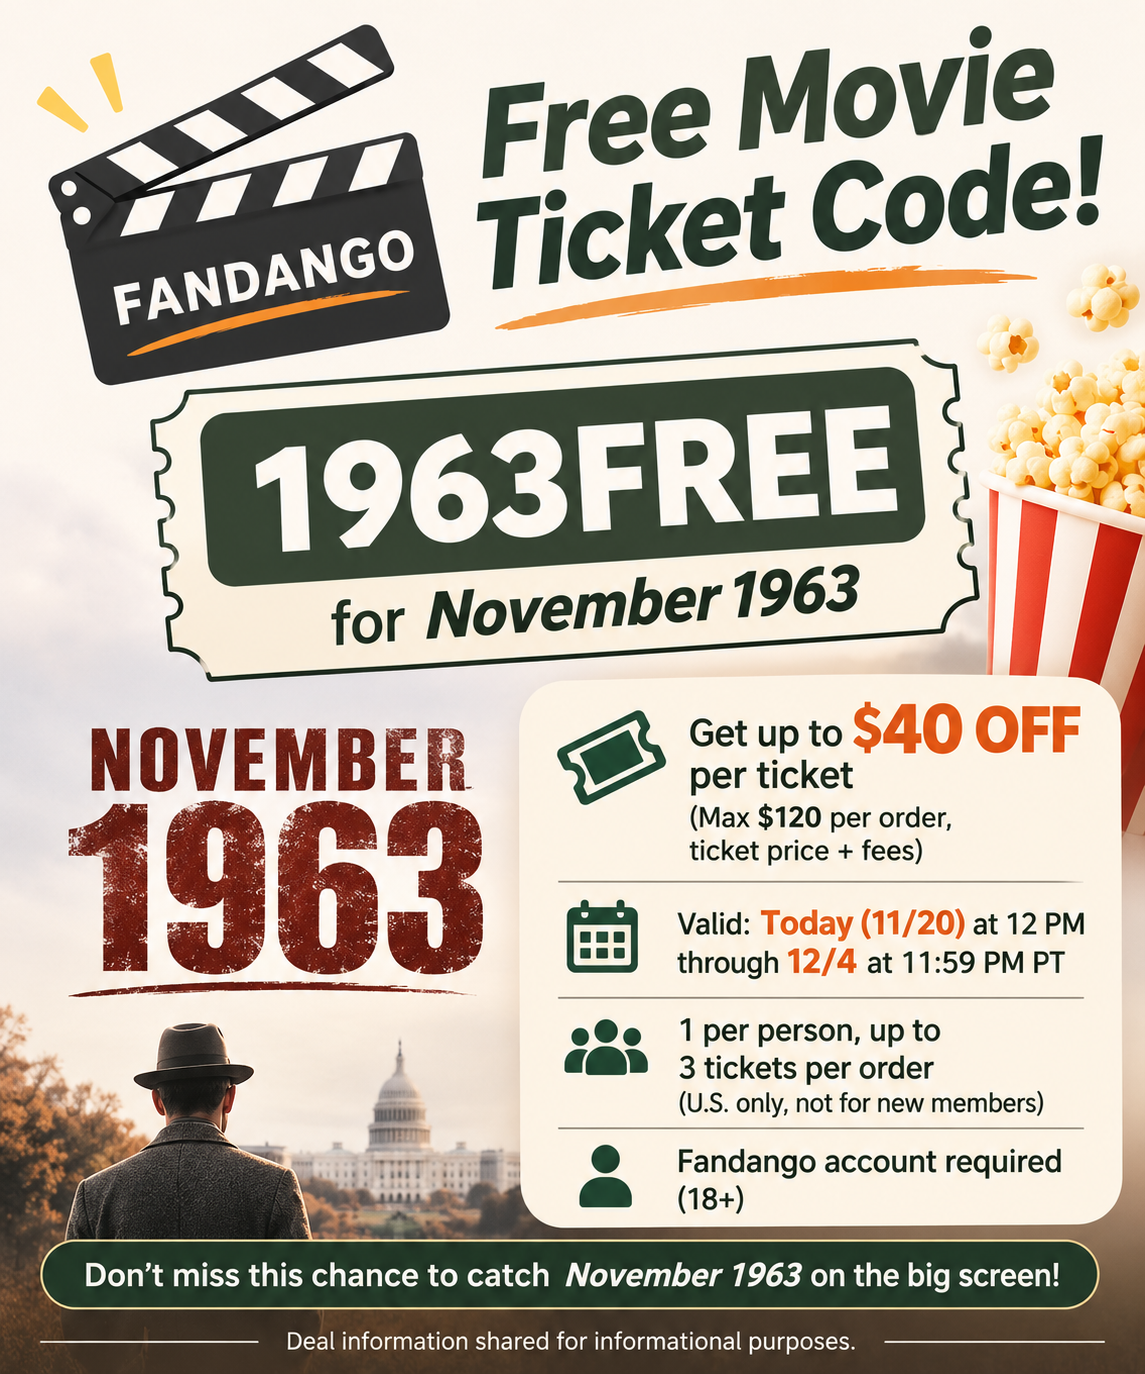 FANDANGO
Free Movie
Ticket Code!
1963FREE
for November 1963
NOVEMBER
1963
Get up to $40 OFF
per ticket
(Max $120 per order,
ticket price + fees)
Valid: Today (11/20) at 12 PM
through 12/4 at 11:59 PM PT
1 per person, up to
3 tickets per order
(U.S. only, not for new members)
Fandango account required
(18+)
Don't miss this chance to catch November 1963 on the big screen!
Deal information shared for informational purposes.